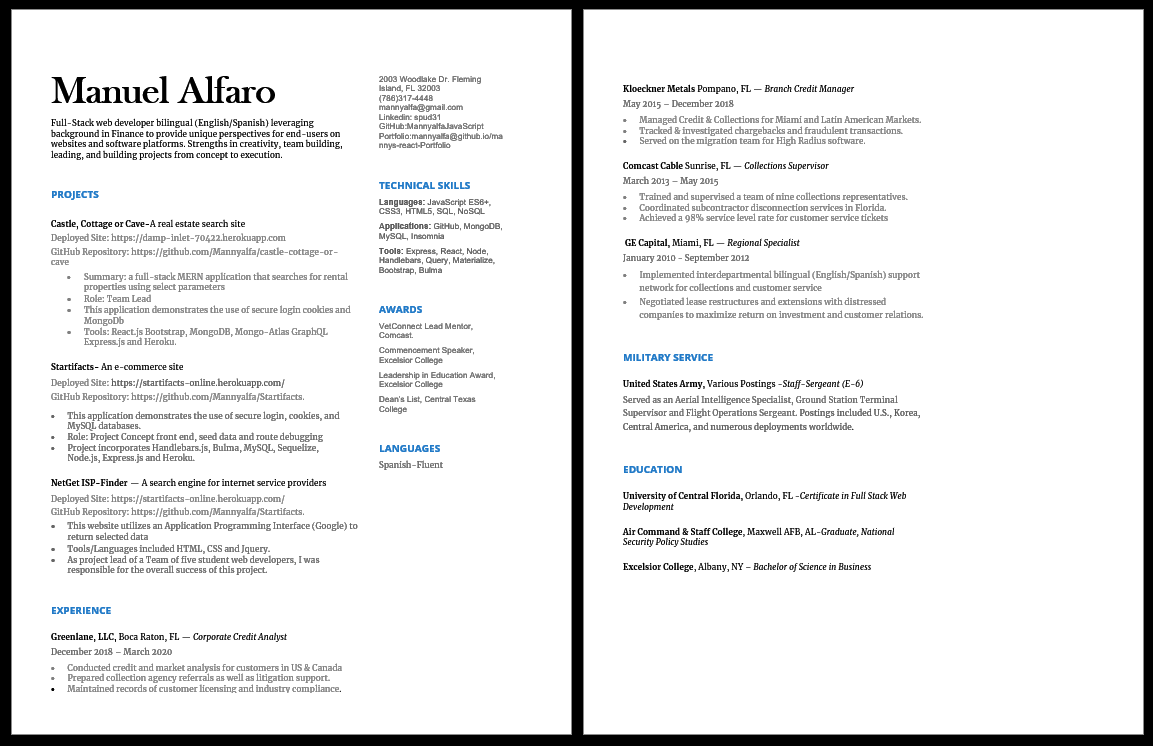 Manuel Alfaro
Full-Stack web developer bilingual (English/Spanish) leveraging
background in Finance to provide unique perspectives for end-users on
websites and software platforms. Strengths in creativity, team building,
leading, and building projects from concept to execution.
PROJECTS
Castle, Cottage or Cave-A real estate search site
Deployed Site: https://damp-inlet-70422.herokuapp.com
GitHub Repository: https://github.com/Mannyalfa/castle-cottage-or-
cave
• Summary: a full-stack MERN application that searches for rental
properties using select parameters
• Role: Team Lead
• This application demonstrates the use of secure login cookies and
MongoDb
• Tools: React.js Bootstrap, MongoDB, Mongo-Atlas GraphQL
Express.js and Heroku.
Startifacts- An e-commerce site
Deployed Site: https://startifacts-online.herokuapp.com/
GitHub Repository: https://github.com/Mannyalfa/Startifacts.
• This application demonstrates the use of secure login, cookies, and
MySQL databases.
• Role: Project Concept front end, seed data and route debugging
• Project incorporates Handlebars.js, Bulma, MySQL, Sequelize,
Node.js, Express.js and Heroku.
NetGet ISP-Finder — A search engine for internet service providers
Deployed Site: https://startifacts-online.herokuapp.com/
GitHub Repository: https://github.com/Mannyalfa/Startifacts.
• This website utilizes an Application Programming Interface (Google) to
return selected data
• Tools/Languages included HTML, CSS and Jquery.
• As project lead of a Team of five student web developers, I was
responsible for the overall success of this project.
EXPERIENCE
Greenlane, LLC, Boca Raton, FL — Corporate Credit Analyst
December 2018 – March 2020
• Conducted credit and market analysis for customers in US & Canada
• Prepared collection agency referrals as well as litigation support.
• Maintained records of customer licensing and industry compliance.
2003 Woodlake Dr. Fleming
Island, FL 32003
(786)317-4448
mannyalfa@gmail.com
Linkedin: spud31
GitHub:MannyalfaJavaScript
Portfolio:mannyalfa@github.io/ma
nnys-react-Portfolio
TECHNICAL SKILLS
Languages: JavaScript ES6+,
CSS3, HTML5, SQL, NoSQL
Applications: GitHub, MongoDB,
MySQL, Insomnia
Tools: Express, React, Node,
Handlebars, Query, Materialize,
Bootstrap, Bulma
AWARDS
VetConnect Lead Mentor,
Comcast.
Commencement Speaker,
Excelsior College
Leadership in Education Award,
Excelsior College
Dean's List, Central Texas
College
LANGUAGES
Spanish-Fluent
Kloeckner Metals Pompano, FL — Branch Credit Manager
May 2015 – December 2018
• Managed Credit & Collections for Miami and Latin American Markets.
• Tracked & investigated chargebacks and fraudulent transactions.
• Served on the migration team for High Radius software.
Comcast Cable Sunrise, FL — Collections Supervisor
March 2013 – May 2015
• Trained and supervised a team of nine collections representatives.
• Coordinated subcontractor disconnection services in Florida.
• Achieved a 98% service level rate for customer service tickets
GE Capital, Miami, FL — Regional Specialist
January 2010 - September 2012
• Implemented interdepartmental bilingual (English/Spanish) support
network for collections and customer service
• Negotiated lease restructures and extensions with distressed
companies to maximize return on investment and customer relations.
MILITARY SERVICE
United States Army, Various Postings -Staff-Sergeant (E-6)
Served as an Aerial Intelligence Specialist, Ground Station Terminal
Supervisor and Flight Operations Sergeant. Postings included U.S., Korea,
Central America, and numerous deployments worldwide.
EDUCATION
University of Central Florida, Orlando, FL -Certificate in Full Stack Web
Development
Air Command & Staff College, Maxwell AFB, AL-Graduate, National
Security Policy Studies
Excelsior College, Albany, NY – Bachelor of Science in Business